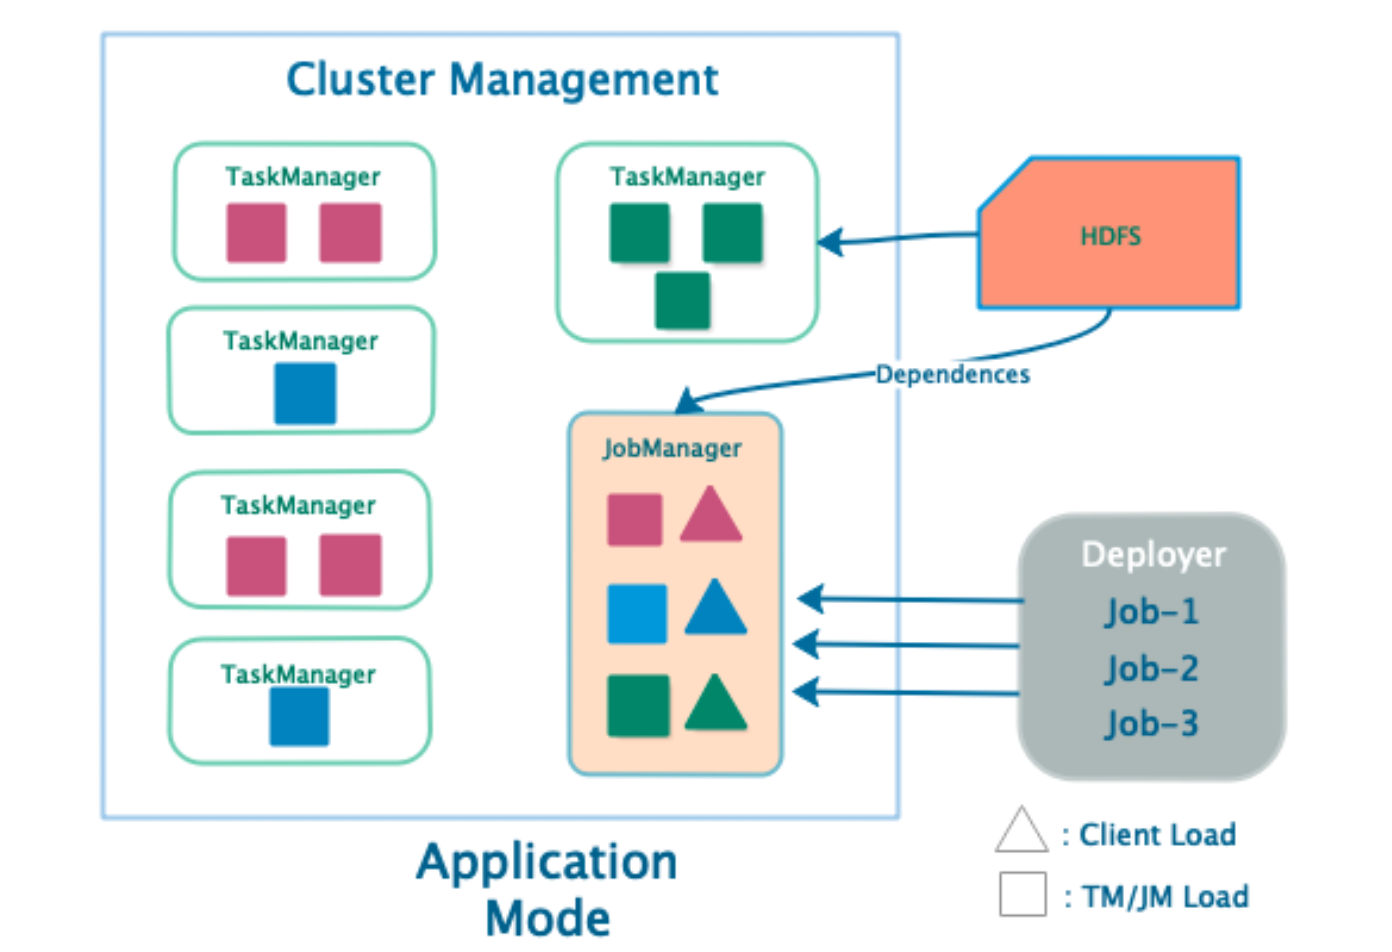 Cluster Management
TaskManager
TaskManager
TaskManager
TaskManager
TaskManager
HDFS
Dependences
JobManager
Deployer
Job-1
Job-2
Job-3
: Client Load
: TM/JM Load
Application
Mode